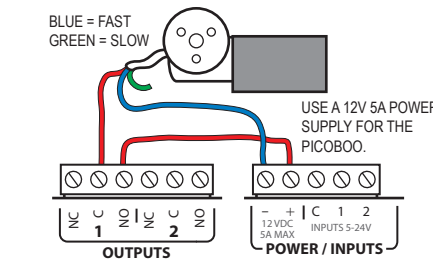 BLUE = FAST
GREEN = SLOW
USE A 12V 5A POWER
SUPPLY FOR THE
PICOBOO.
NC C NO NC C NO
1 2
OUTPUTS
– + C 1 2
12 VDC INPUTS 5-24V
5A MAX
POWER / INPUTS